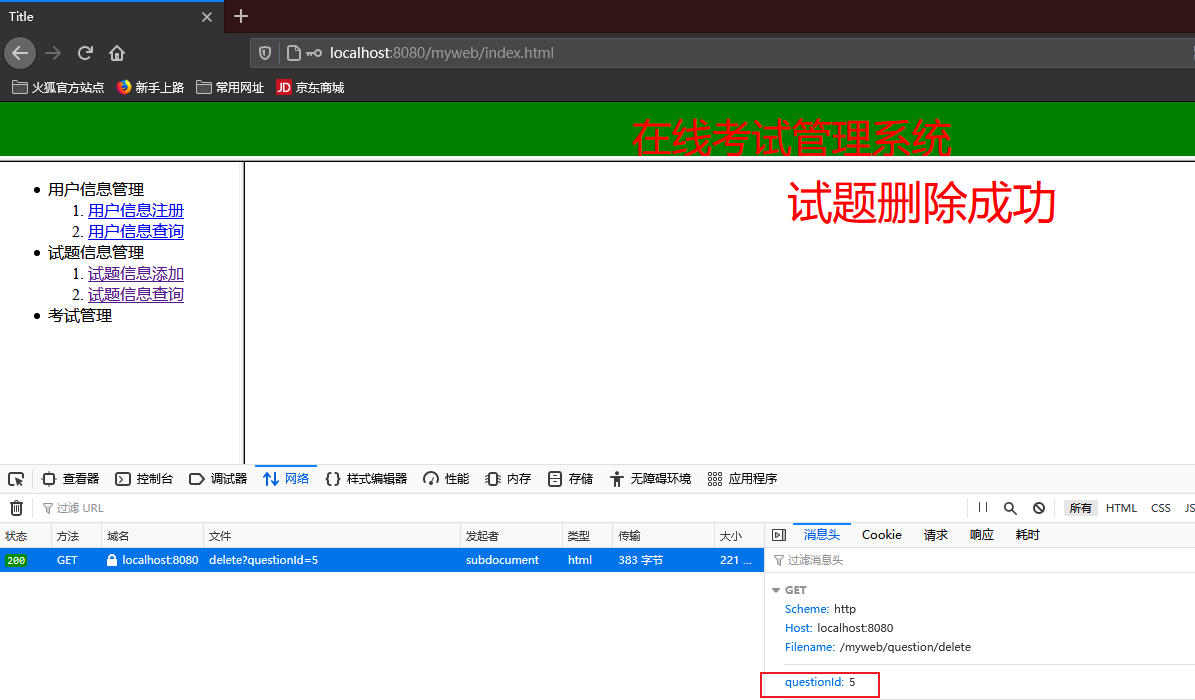 Title
localhost:8080/myweb/index.html
火狐官方站点 新手上路 常用网址 JD 京东商城
在线考试管理系统
试题删除成功
用户信息管理
1. 用户信息注册
2. 用户信息查询
试题信息管理
1. 试题信息添加
2. 试题信息查询
考试管理
查看器 控制台 调试器 网络 {} 样式编辑器 性能 内存 存储 无障碍环境 应用程序
过滤 URL 所有 HTML CSS JS
状态 方法 域名 文件 发起者 类型 传输 大小 消息头 Cookie 请求 响应 耗时
200 GET localhost:8080 delete?questionId=5 subdocument html 383 字节 221 ...
过滤消息头
GET
Scheme: http
Host: localhost:8080
Filename: /myweb/question/delete
questionId: 5